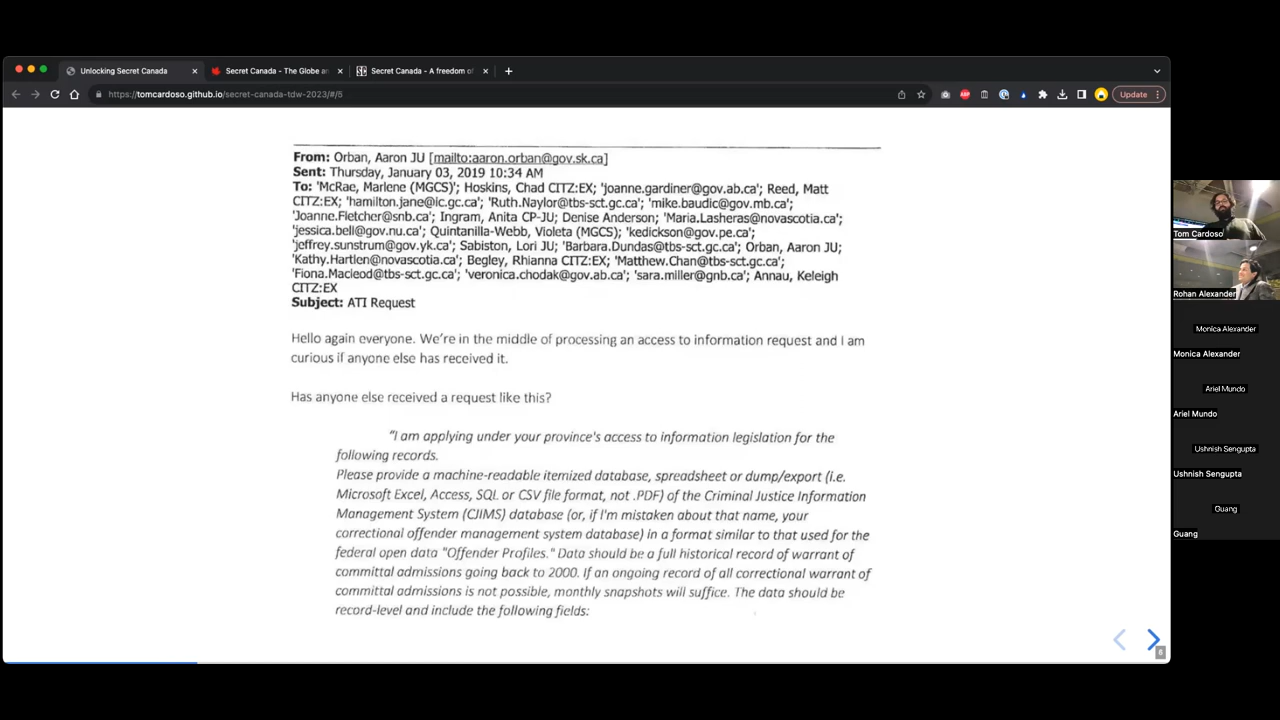 Unlocking Secret Canada
Secret Canada - The Globe an
Secret Canada - A freedom of
https://tomcardoso.github.io/secret-canada-tdw-2023/#/5
ABP
Update
From: Orban, Aaron JU [mailto:aaron.orban@gov.sk.ca]
Sent: Thursday, January 03, 2019 10:34 AM
To: 'McRae, Marlene (MGCS)'; Hoskins, Chad CITZ:EX; 'joanne.gardiner@gov.ab.ca'; Reed, Matt
CITZ:EX; 'hamilton.jane@ic.gc.ca'; 'Ruth.Naylor@tbs-sct.gc.ca'; 'mike.baudic@gov.mb.ca';
'Joanne.Fletcher@snb.ca'; Ingram, Anita CP-JU; Denise Anderson; 'Maria.Lasheras@novascotia.ca';
'jessica.bell@gov.nu.ca'; Quintanilla-Webb, Violeta (MGCS); 'kedickson@gov.pe.ca';
'jeffrey.sunstrum@gov.yk.ca'; Sabiston, Lori JU; 'Barbara.Dundas@tbs-sct.gc.ca'; Orban, Aaron JU;
'Kathy.Hartlen@novascotia.ca'; Begley, Rhianna CITZ:EX; 'Matthew.Chan@tbs-sct.gc.ca';
'Fiona.Macleod@tbs-sct.gc.ca'; 'veronica.chodak@gov.ab.ca'; 'sara.miller@gnb.ca'; Annau, Keleigh
CITZ:EX
Subject: ATI Request
Hello again everyone. We're in the middle of processing an access to information request and I am
curious if anyone else has received it.
Has anyone else received a request like this?
"I am applying under your province's access to information legislation for the
following records.
Please provide a machine-readable itemized database, spreadsheet or dump/export (i.e.
Microsoft Excel, Access, SQL or CSV file format, not .PDF) of the Criminal Justice Information
Management System (CJIMS) database (or, if I'm mistaken about that name, your
correctional offender management system database) in a format similar to that used for the
federal open data "Offender Profiles." Data should be a full historical record of warrant of
committal admissions going back to 2000. If an ongoing record of all correctional warrant of
committal admissions is not possible, monthly snapshots will suffice. The data should be
record-level and include the following fields:
6
Tom Cardoso
Rohan Alexander
Monica Alexander
Monica Alexander
Ariel Mundo
Ariel Mundo
Ushnish Sengupta
Ushnish Sengupta
Guang
Guang